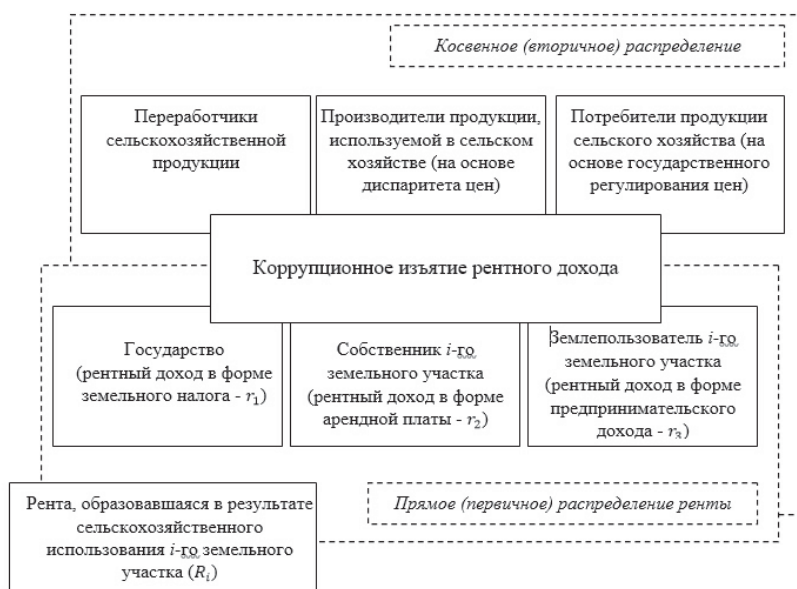 Косвенное (вторичное) распределение
Переработчики
сельскохозяйственной
продукции
Производители продукции,
используемой в сельском
хозяйстве (на основе
диспаритета цен)
Потребители продукции
сельского хозяйства (на
основе государственного
регулирования цен)
Коррупционное изъятие рентного дохода
Государство
(рентный доход в форме
земельного налога - r₁)
Собственник i-го
земельного участка
(рентный доход в форме
арендной платы - r₂)
Землепользователь i-го
земельного участка
(рентный доход в форме
предпринимательского
дохода - r₃)
Рента, образовавшаяся в результате
сельскохозяйственного
использования i-го земельного
участка (Rᵢ)
Прямое (первичное) распределение ренты